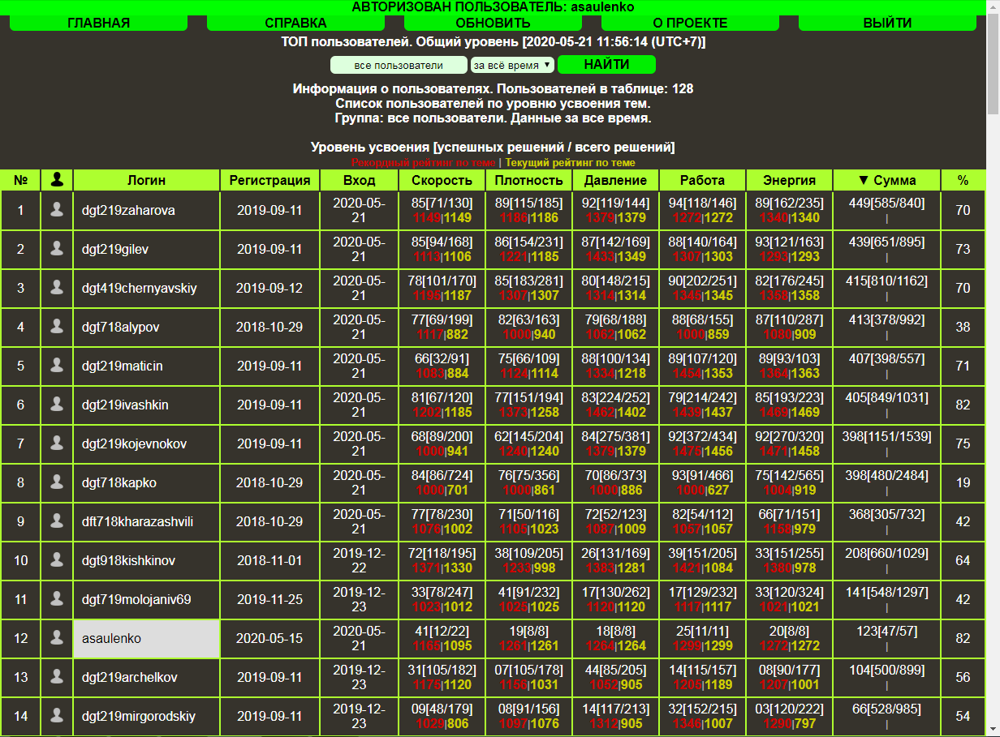 АВТОРИЗОВАН ПОЛЬЗОВАТЕЛЬ: asaulenko
ГЛАВНАЯ СПРАВКА ОБНОВИТЬ О ПРОЕКТЕ ВЫЙТИ
ТОП пользователей. Общий уровень [2020-05-21 11:56:14 (UTC+7)]
все пользователи за всё время ▼ НАЙТИ
Информация о пользователях. Пользователей в таблице: 128
Список пользователей по уровню усвоения тем.
Группа: все пользователи. Данные за все время.
Уровень усвоения [успешных решений / всего решений]
Рекордный рейтинг по теме | Текущий рейтинг по теме
№ Логин Регистрация Вход Скорость Плотность Давление Работа Энергия ▼ Сумма %
1 dgt219zaharova 2019-09-11 2020-05-21 85[71/130] 89[115/185] 92[119/144] 94[118/146] 89[162/235] 449[585/840] 70
1149|1149 1186|1186 1379|1379 1272|1272 1340|1340 |
2 dgt219gilev 2019-09-11 2020-05-21 85[94/168] 86[154/231] 87[142/169] 88[140/164] 93[121/163] 439[651/895] 73
1113|1106 1221|1185 1433|1349 1307|1303 1293|1293 |
3 dgt419chernyavskiy 2019-09-12 2020-05-21 78[101/170] 85[183/281] 80[148/215] 90[202/251] 82[176/245] 415[810/1162] 70
1195|1187 1307|1307 1314|1314 1345|1345 1358|1358 |
4 dgt718alypov 2018-10-29 2020-05-21 77[69/199] 82[63/163] 79[68/188] 88[68/155] 87[110/287] 413[378/992] 38
1117|882 1000|940 1062|1062 1000|859 1080|909 |
5 dgt219maticin 2019-09-11 2020-05-21 66[32/91] 75[66/109] 88[100/134] 89[107/120] 89[93/103] 407[398/557] 71
1083|884 1124|1114 1334|1218 1454|1353 1364|1363 |
6 dgt219ivashkin 2019-09-11 2020-05-21 81[67/120] 77[151/194] 83[224/252] 79[214/242] 85[193/223] 405[849/1031] 82
1202|1185 1373|1258 1462|1402 1439|1437 1469|1469 |
7 dgt219kojevnokov 2019-09-11 2020-05-21 68[89/200] 62[145/204] 84[275/381] 92[372/434] 92[270/320] 398[1151/1539] 75
1000|941 1240|1240 1379|1379 1475|1456 1471|1458 |
8 dgt718kapko 2018-10-29 2020-05-21 84[86/724] 76[75/356] 70[86/373] 93[91/466] 75[142/565] 398[480/2484] 19
1000|701 1000|861 1000|886 1000|627 1004|919 |
9 dft718kharazashvili 2018-10-29 2020-05-21 77[78/230] 71[50/116] 72[52/123] 82[54/112] 66[71/151] 368[305/732] 42
1076|1002 1105|1023 1087|1009 1057|1057 1158|979 |
10 dgt918kishkinov 2018-11-01 2019-12-22 72[118/195] 38[109/205] 26[131/169] 39[151/205] 33[151/255] 208[660/1029] 64
1371|1330 1233|998 1383|1281 1421|1084 1380|978 |
11 dgt719molojaniv69 2019-11-25 2019-12-23 33[78/247] 41[91/232] 17[130/262] 17[129/232] 33[120/324] 141[548/1297] 42
1023|1012 1025|1025 1120|1120 1117|1117 1021|1021 |
12 asaulenko 2020-05-15 2020-05-21 41[12/22] 19[8/8] 18[8/8] 25[11/11] 20[8/8] 123[47/57] 82
1165|1095 1261|1261 1264|1264 1299|1299 1272|1272 |
13 dgt219archelkov 2019-09-11 2019-12-23 31[105/182] 07[105/178] 44[85/205] 14[115/157] 08[90/177] 104[500/899] 56
1175|1120 1156|1031 1052|905 1205|1189 1207|1001 |
14 dgt219mirgorodskiy 2019-09-11 2019-12-23 09[48/179] 08[91/156] 14[117/213] 32[152/215] 03[120/222] 66[528/985] 54
1029|806 1097|1076 1312|905 1346|1007 1290|797 |